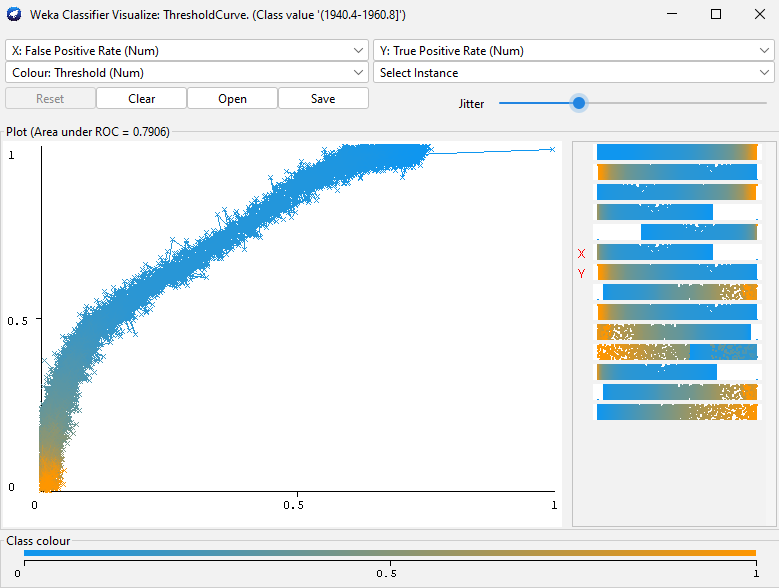 Weka Classifier Visualize: ThresholdCurve. (Class value '(1940.4-1960.8]')
X: False Positive Rate (Num)
Y: True Positive Rate (Num)
Colour: Threshold (Num)
Select Instance
Reset
Clear
Open
Save
Jitter
Plot (Area under ROC = 0.7906)
1
0.5
0
0
0.5
1
X
Y
Class colour
0
0.5
1